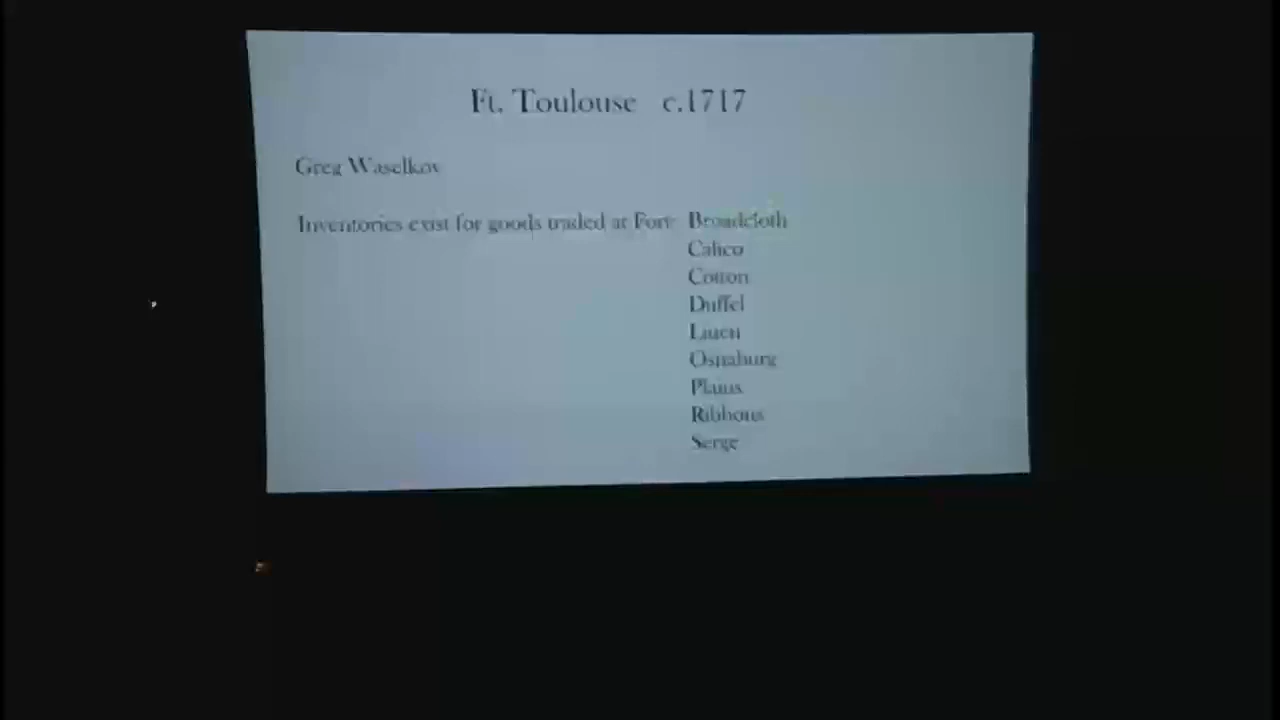 Ft. Toulouse c.1717
Greg Waselkov
Inventories exist for goods traded at Fort Broadcloth
Calico
Cotton
Duffel
Linen
Osnaburg
Plains
Ribbons
Serge